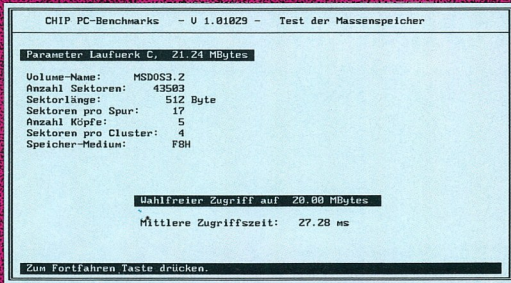 CHIP PC-Benchmarks - V 1.01029 - Test der Massenspeicher
Parameter Laufwerk C, 21.24 MBytes
Volume-Name: MSDOS3.2
Anzahl Sektoren: 43503
Sektorlänge: 512 Byte
Sektoren pro Spur: 17
Anzahl Köpfe: 5
Sektoren pro Cluster: 4
Speicher-Medium: F8H
Wahlfreier Zugriff auf 20.00 MBytes
Mittlere Zugriffszeit: 27.28 ms
Zum Fortfahren Taste drücken.